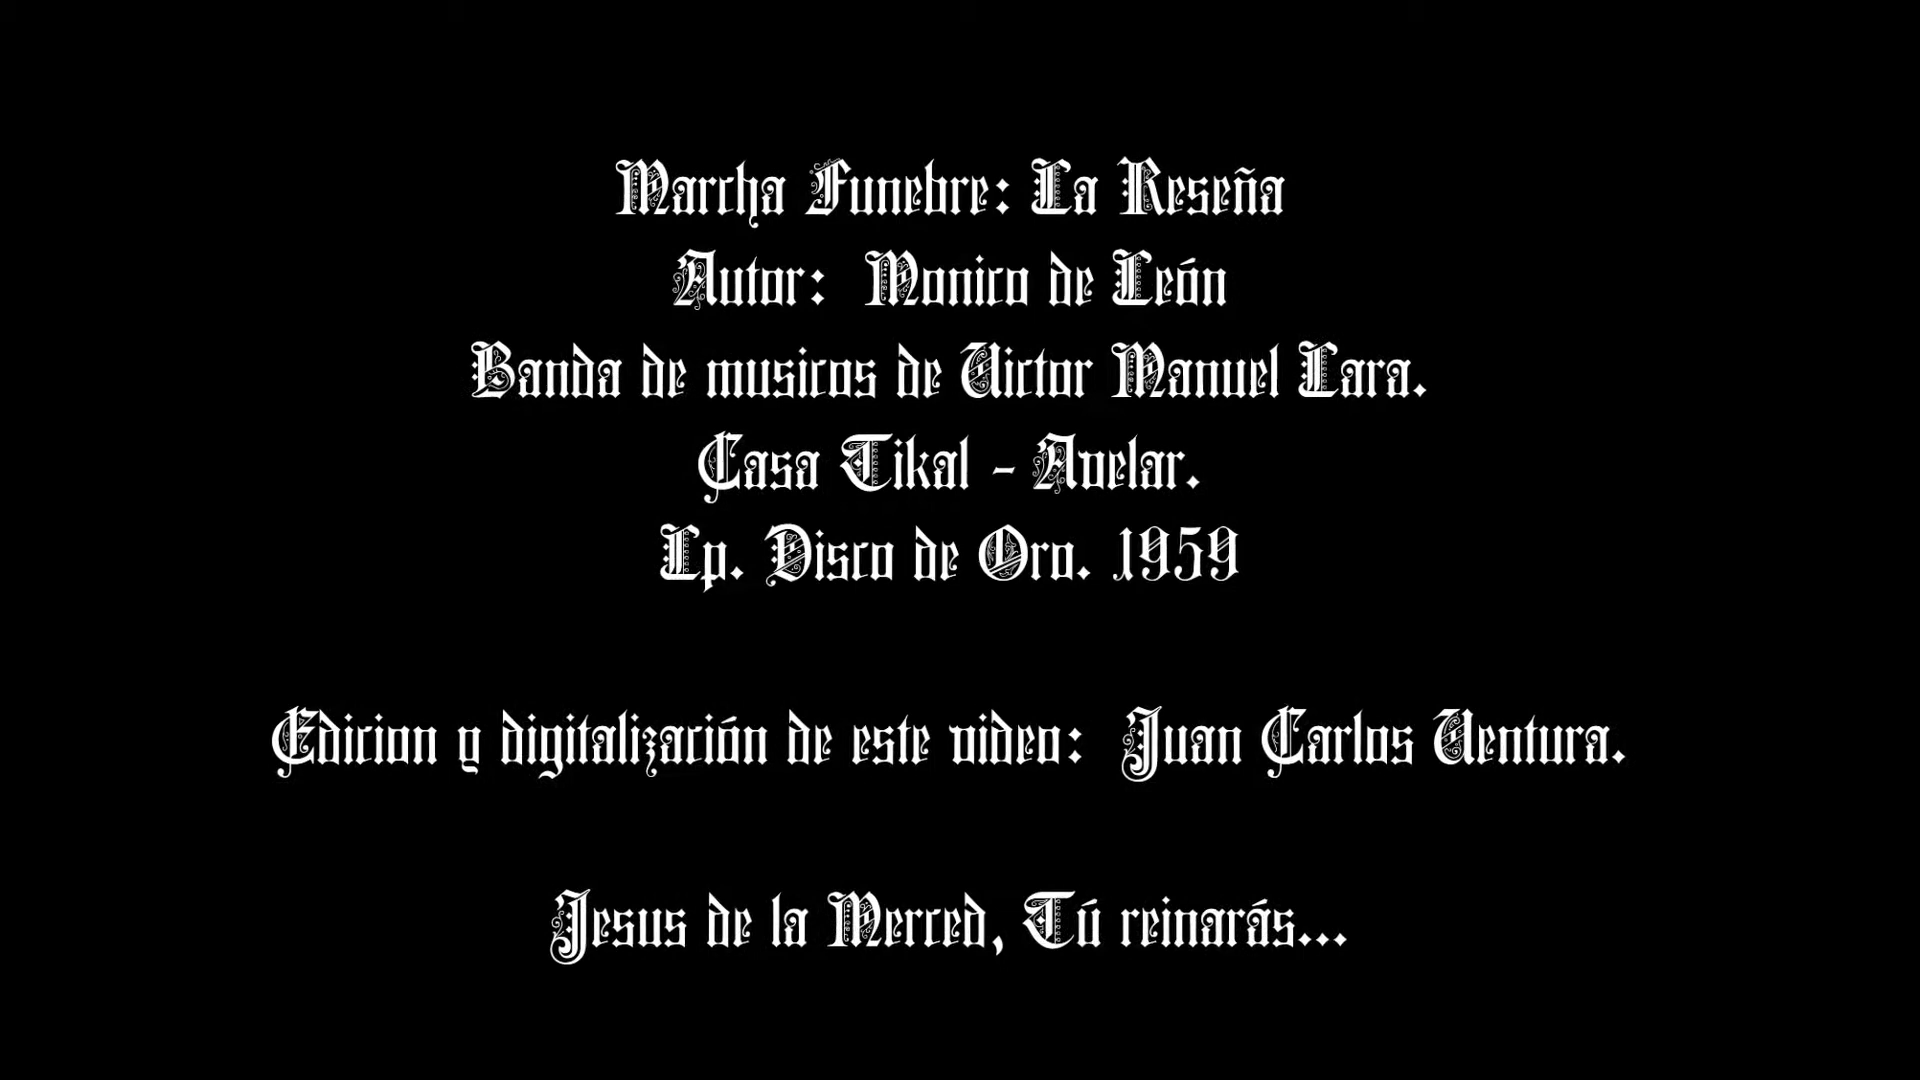 Marcha Funebre: La Reseña
Autor: Monico de León
Banda de musicos de Victor Manuel Lara.
Casa Tikal - Avelar.
Lp. Disco de Oro. 1959
Edicion y digitalización de este video: Juan Carlos Ventura.
Jesus de la Merced, Tú reinarás...